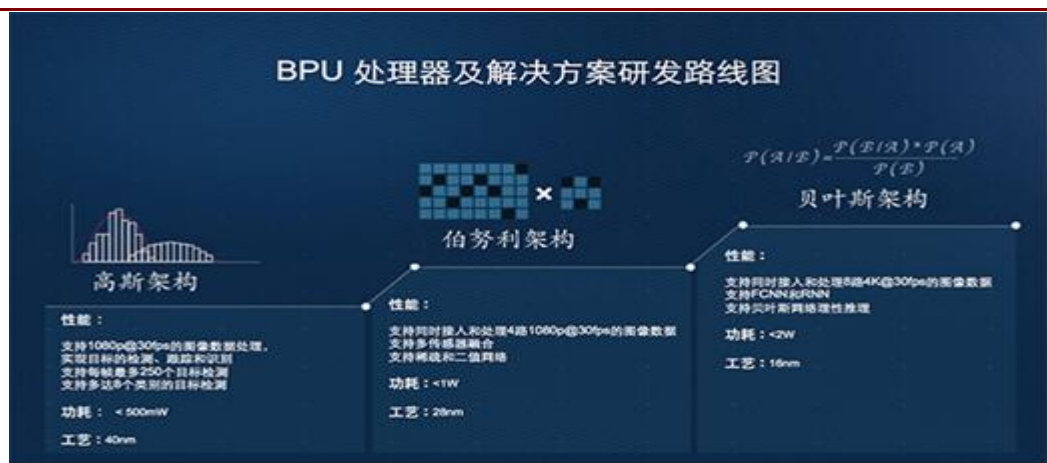 BPU 处理器及解决方案研发路线图
高斯架构
性能：
支持1080p@30fps的图像数据处理，
实现目标的检测、跟踪和识别
支持每帧最多250个目标检测
支持多达8个类别的目标检测
功耗： < 500mW
工艺：40nm
伯努利架构
性能：
支持同时接入和处理4路1080p@30fps的图像数据
支持多传感器融合
支持稀疏和二值网络
功耗：<1W
工艺：28nm
P(A|B)=P(B|A)*P(A)/P(B)
贝叶斯架构
性能：
支持同时接入和处理8路4K@30fps的图像数据
支持FCNN和RNN
支持贝叶斯网络理性推理
功耗：<2W
工艺：16nm